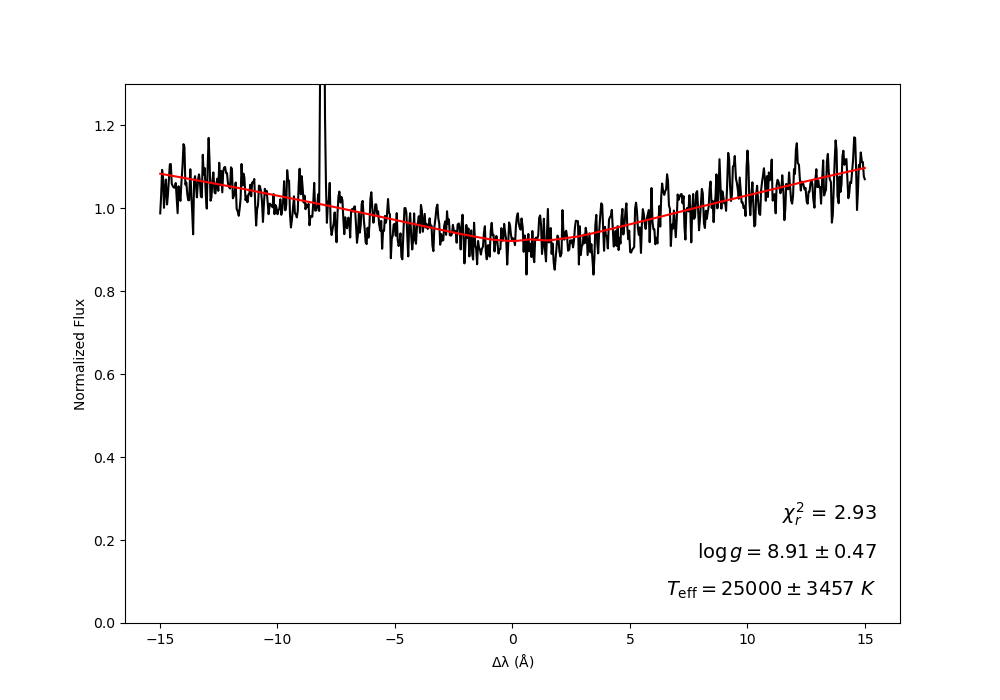 Normalized Flux
1.2
1.0
0.8
0.6
0.4
0.2
0.0
χ²ᵣ = 2.93
log g = 8.91 ± 0.47
T_eff = 25000 ± 3457 K
−15 −10 −5 0 5 10 15
Δλ (Å)